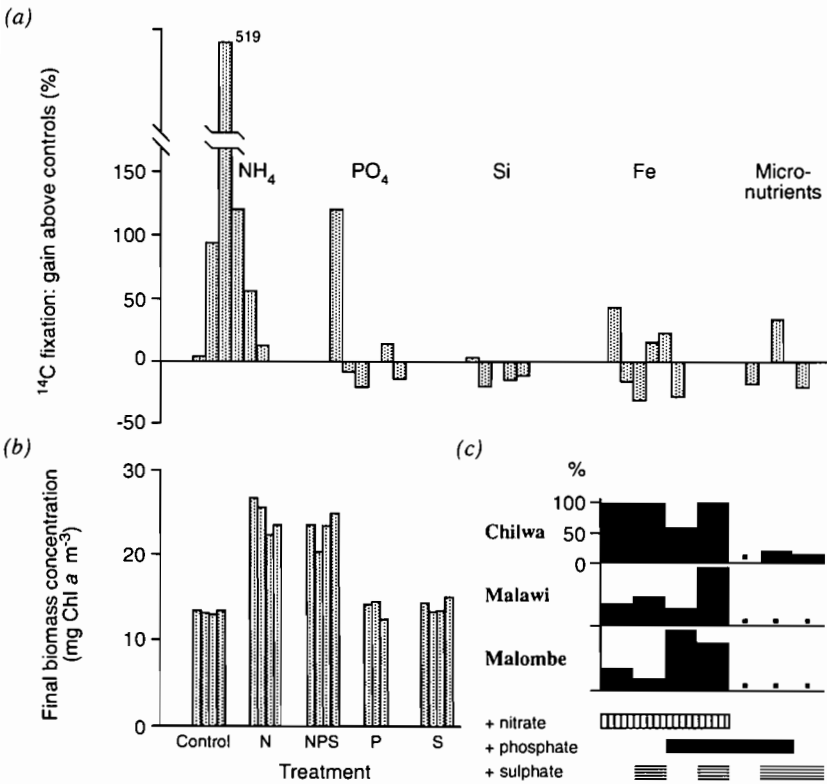 (a)
¹⁴C fixation: gain above controls (%)
519
150
100
50
0
-50
NH₄
PO₄
Si
Fe
Micro-
nutrients
(b)
Final biomass concentration
(mg Chl a m⁻³)
30
20
10
0
Control
N
NPS
P
S
Treatment
(c)
%
100
50
0
Chilwa
Malawi
Malombe
+ nitrate
+ phosphate
+ sulphate